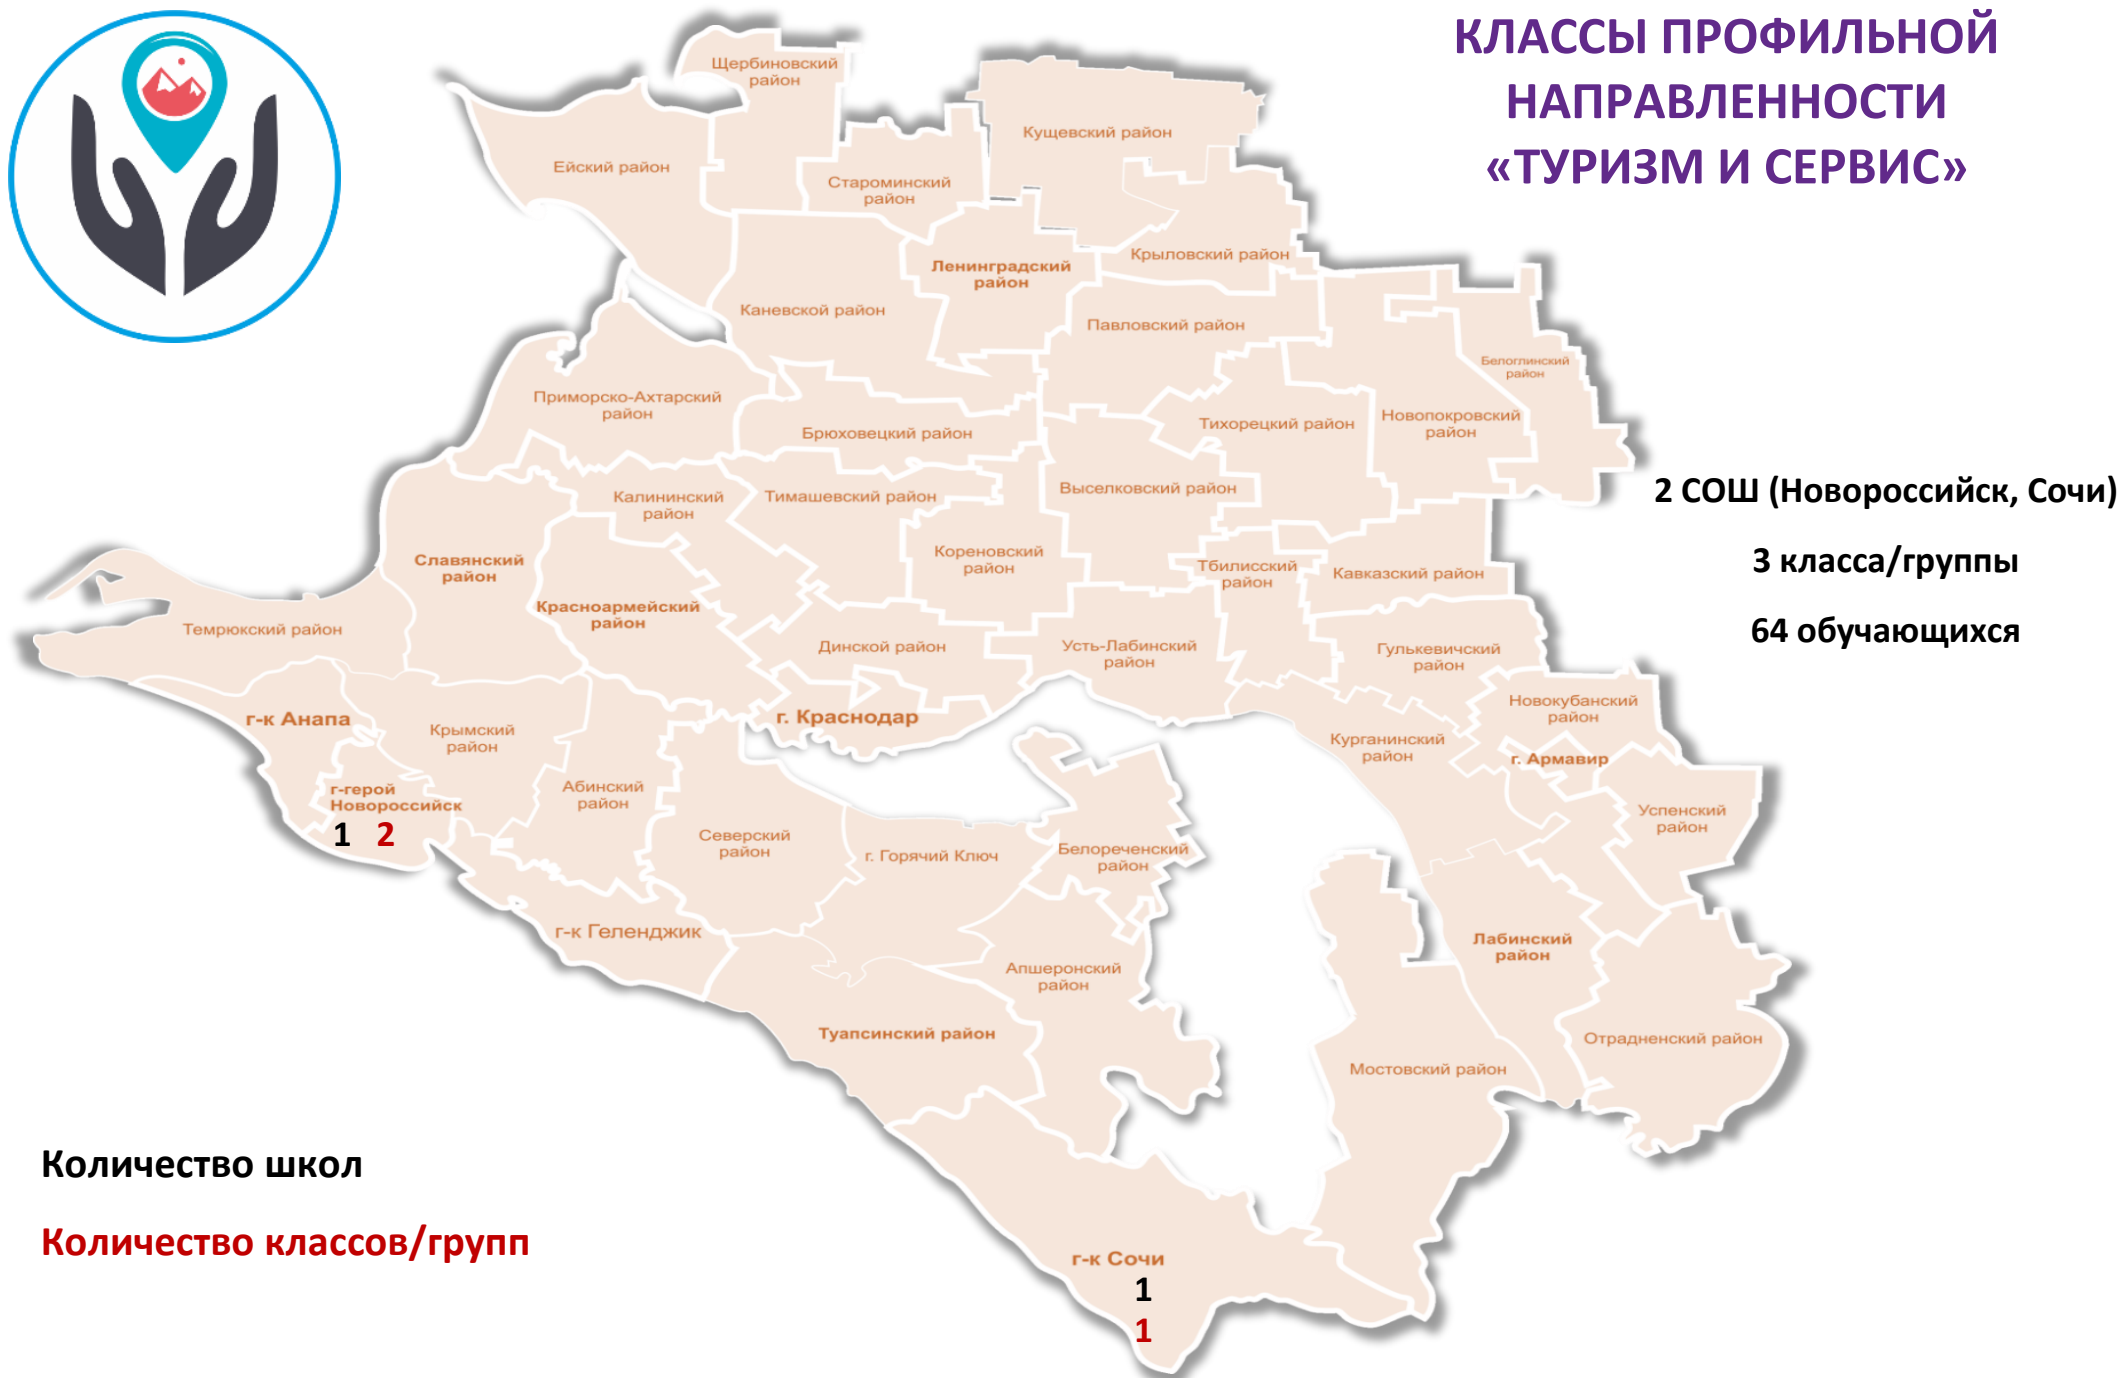 КЛАССЫ ПРОФИЛЬНОЙ
НАПРАВЛЕННОСТИ
«ТУРИЗМ И СЕРВИС»
Щербиновский
район
Кущевский район
Ейский район
Староминский
район
Крыловский район
Ленинградский
район
Каневской район
Павловский район
Белоглинский
район
Приморско-Ахтарский
район
Новопокровский
район
Тихорецкий район
Брюховецкий район
Калининский
район
Тимашевский район
Выселковский район
2 СОШ (Новороссийск, Сочи)
3 класса/группы
64 обучающихся
Славянский
район
Кореновский
район
Тбилисский
район
Кавказский район
Красноармейский
район
Темрюкский район
Динской район
Усть-Лабинский
район
Гулькевичский
район
Новокубанский
район
г-к Анапа
г. Краснодар
Крымский
район
Курганинский
район
г. Армавир
г-герой
Новороссийск
1 2
Абинский
район
Успенский
район
Северский
район
г. Горячий Ключ
Белореченский
район
г-к Геленджик
Лабинский
район
Апшеронский
район
Туапсинский район
Отрадненский район
Мостовский район
Количество школ
Количество классов/групп
г-к Сочи
1
1